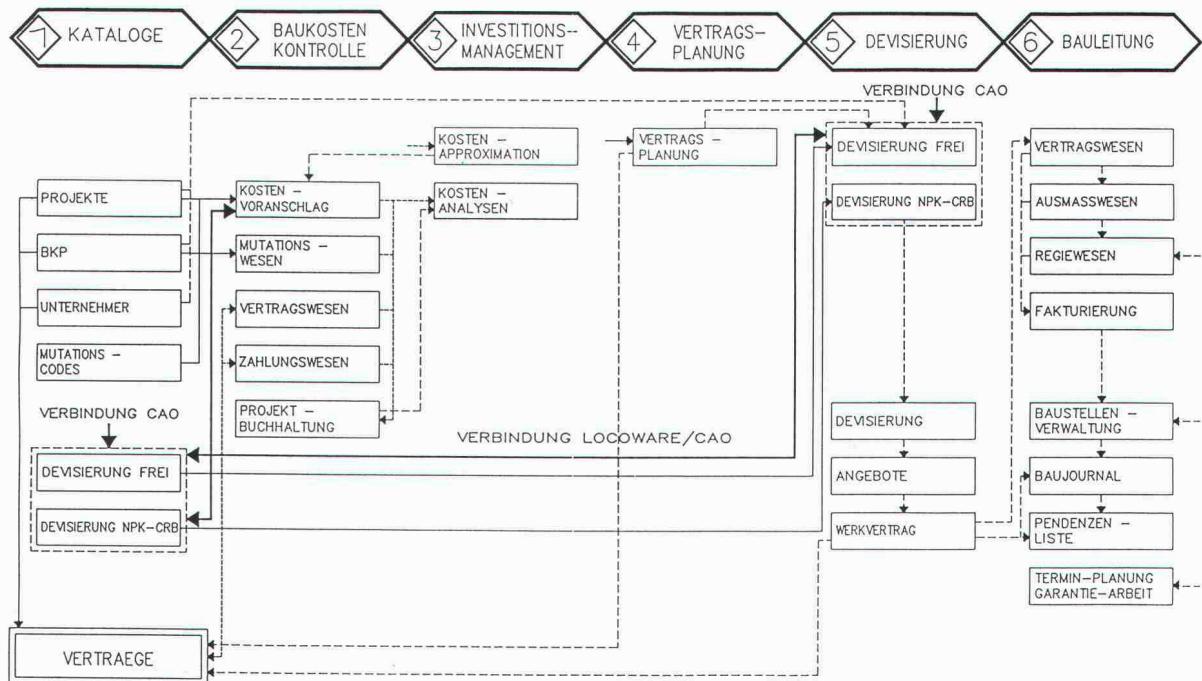 1 KATALOGE
2 BAUKOSTEN
KONTROLLE
3 INVESTITIONS-
MANAGEMENT
4 VERTRAGS-
PLANUNG
5 DEVISIERUNG
6 BAULEITUNG
VERBINDUNG CAO
KOSTEN -
APPROXIMATION
VERTRAGS -
PLANUNG
DEVISIERUNG FREI
VERTRAGSWESEN
PROJEKTE
KOSTEN -
VORANSCHLAG
KOSTEN -
ANALYSEN
DEVISIERUNG NPK-CRB
AUSMASSWESEN
BKP
MUTATIONS -
WESEN
REGIEWESEN
UNTERNEHMER
VERTRAGSWESEN
FAKTURIERUNG
MUTATIONS -
CODES
ZAHLUNGSWESEN
VERBINDUNG CAO
PROJEKT -
BUCHHALTUNG
DEVISIERUNG
BAUSTELLEN -
VERWALTUNG
VERBINDUNG LOCOWARE/CAO
DEVISIERUNG FREI
ANGEBOTE
BAUJOURNAL
DEVISIERUNG NPK-CRB
WERKVERTRAG
PENDENZEN -
LISTE
TERMIN-PLANUNG
GARANTIE-ARBEIT
VERTRAEGE